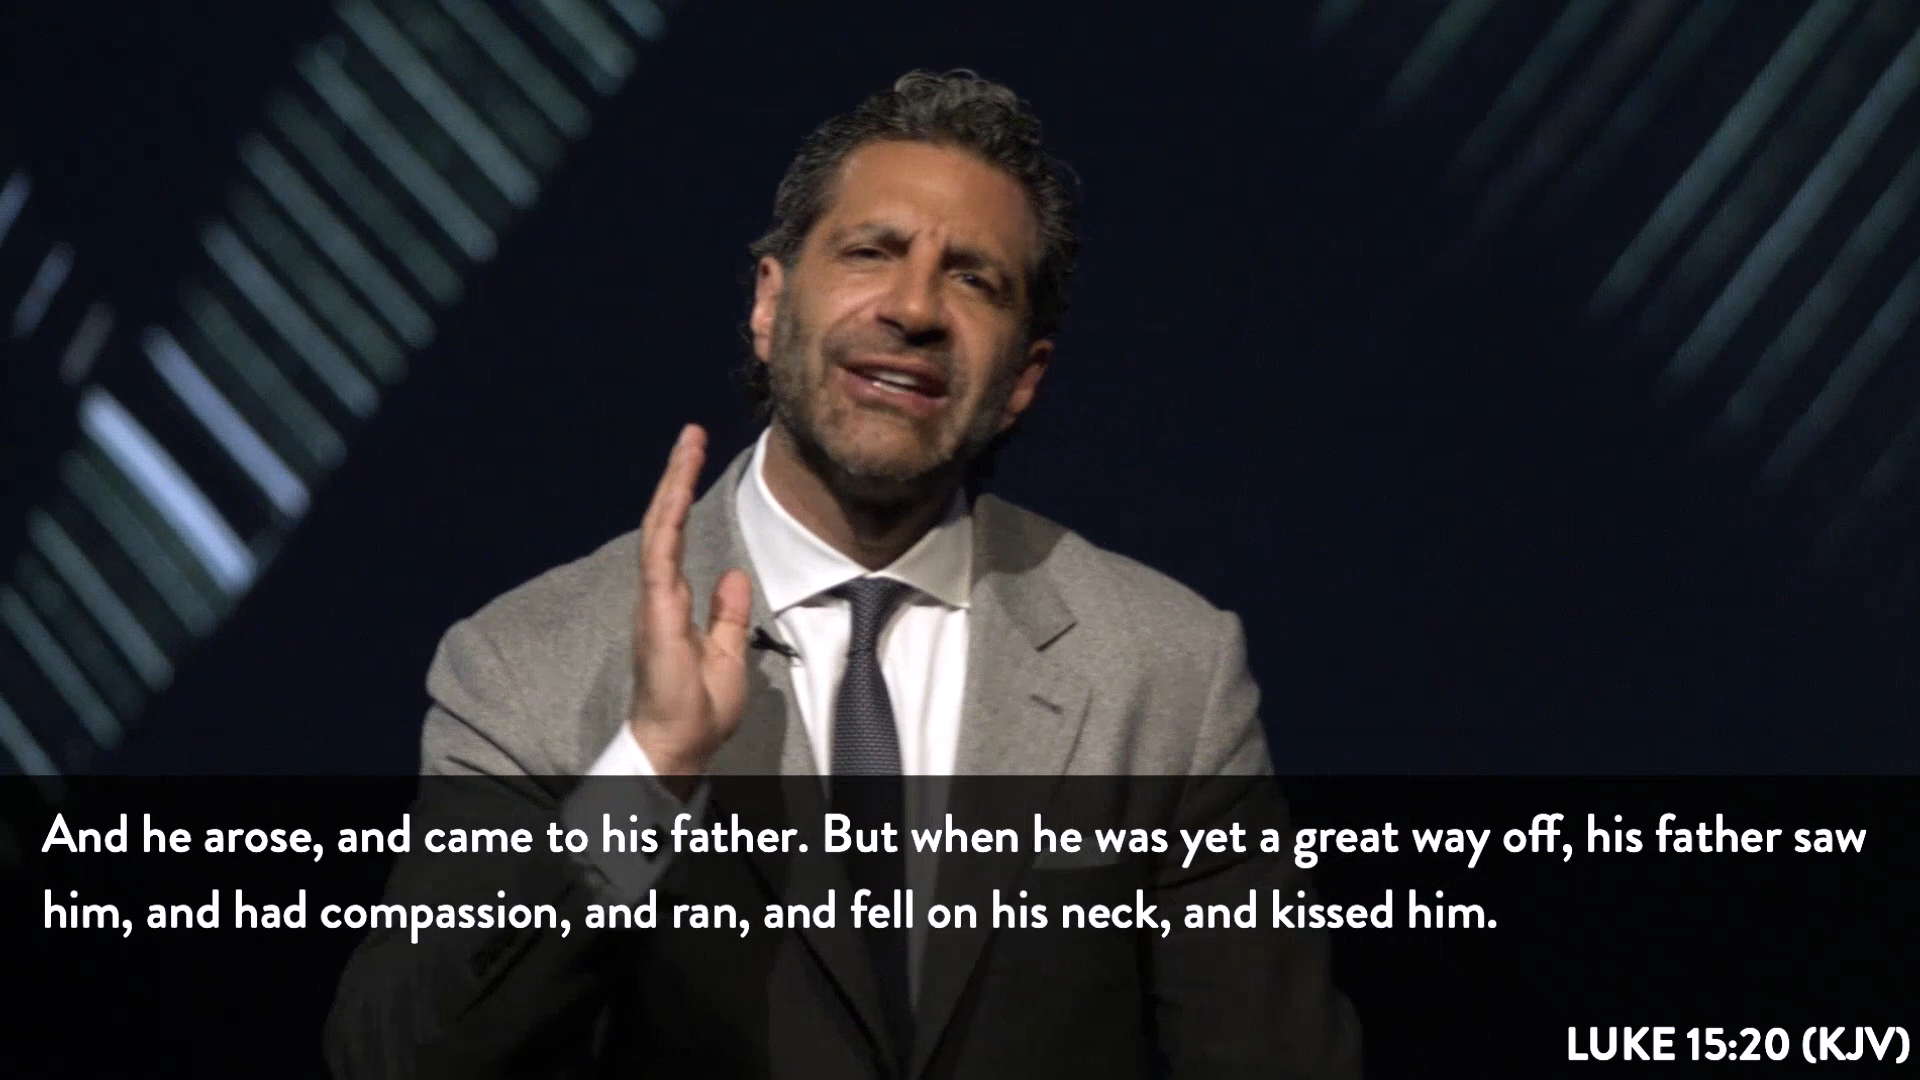 And he arose, and came to his father. But when he was yet a great way off, his father saw
him, and had compassion, and ran, and fell on his neck, and kissed him.
LUKE 15:20 (KJV)